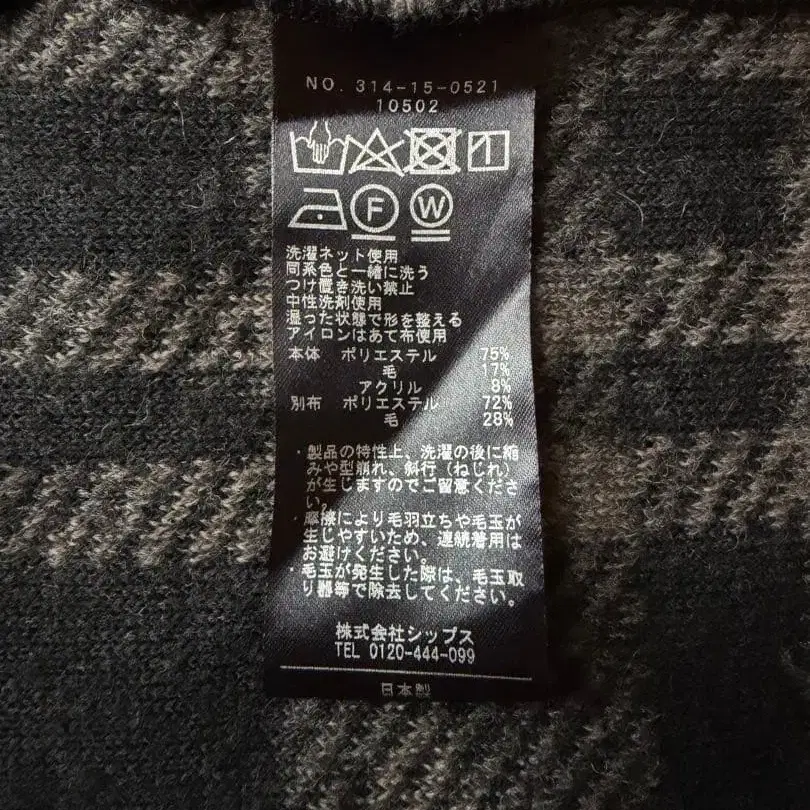 NO. 314-15-0521
10502
F W
洗濯ネット使用
同系色と一緒に洗う
つけ置き洗い禁止
中性洗剤使用
湿った状態で形を整える
アイロンはあて布使用
本体 ポリエステル 75%
毛 17%
アクリル 8%
別布 ポリエステル 72%
毛 28%
・製品の特性上、洗濯の後に縮
みや型崩れ、斜行(ねじれ)
が生じますのでご留意くださ
い。
・摩擦により毛羽立ちや毛玉が
生じやすいため、連続着用は
お避けください。
・毛玉が発生した際は、毛玉取
り器等で除去してください。
株式会社シップス
TEL 0120-444-099
日本製